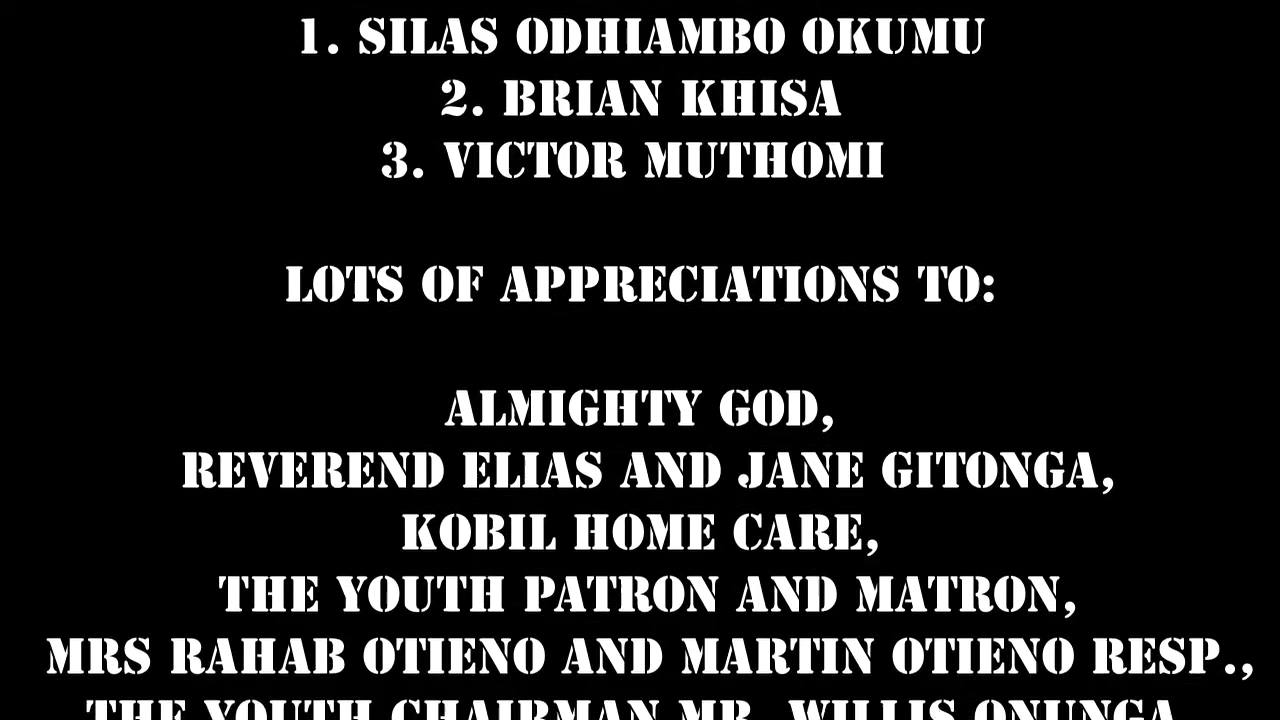 1. SILAS ODHIAMBO OKUMU
2. BRIAN KHISA
3. VICTOR MUTHOMI
LOTS OF APPRECIATIONS TO:
ALMIGHTY GOD,
REVEREND ELIAS AND JANE GITONGA,
KOBIL HOME CARE,
THE YOUTH PATRON AND MATRON,
MRS RAHAB OTIENO AND MARTIN OTIENO RESP.,
THE YOUTH CHAIRMAN MR. WILLIS ONUNGA